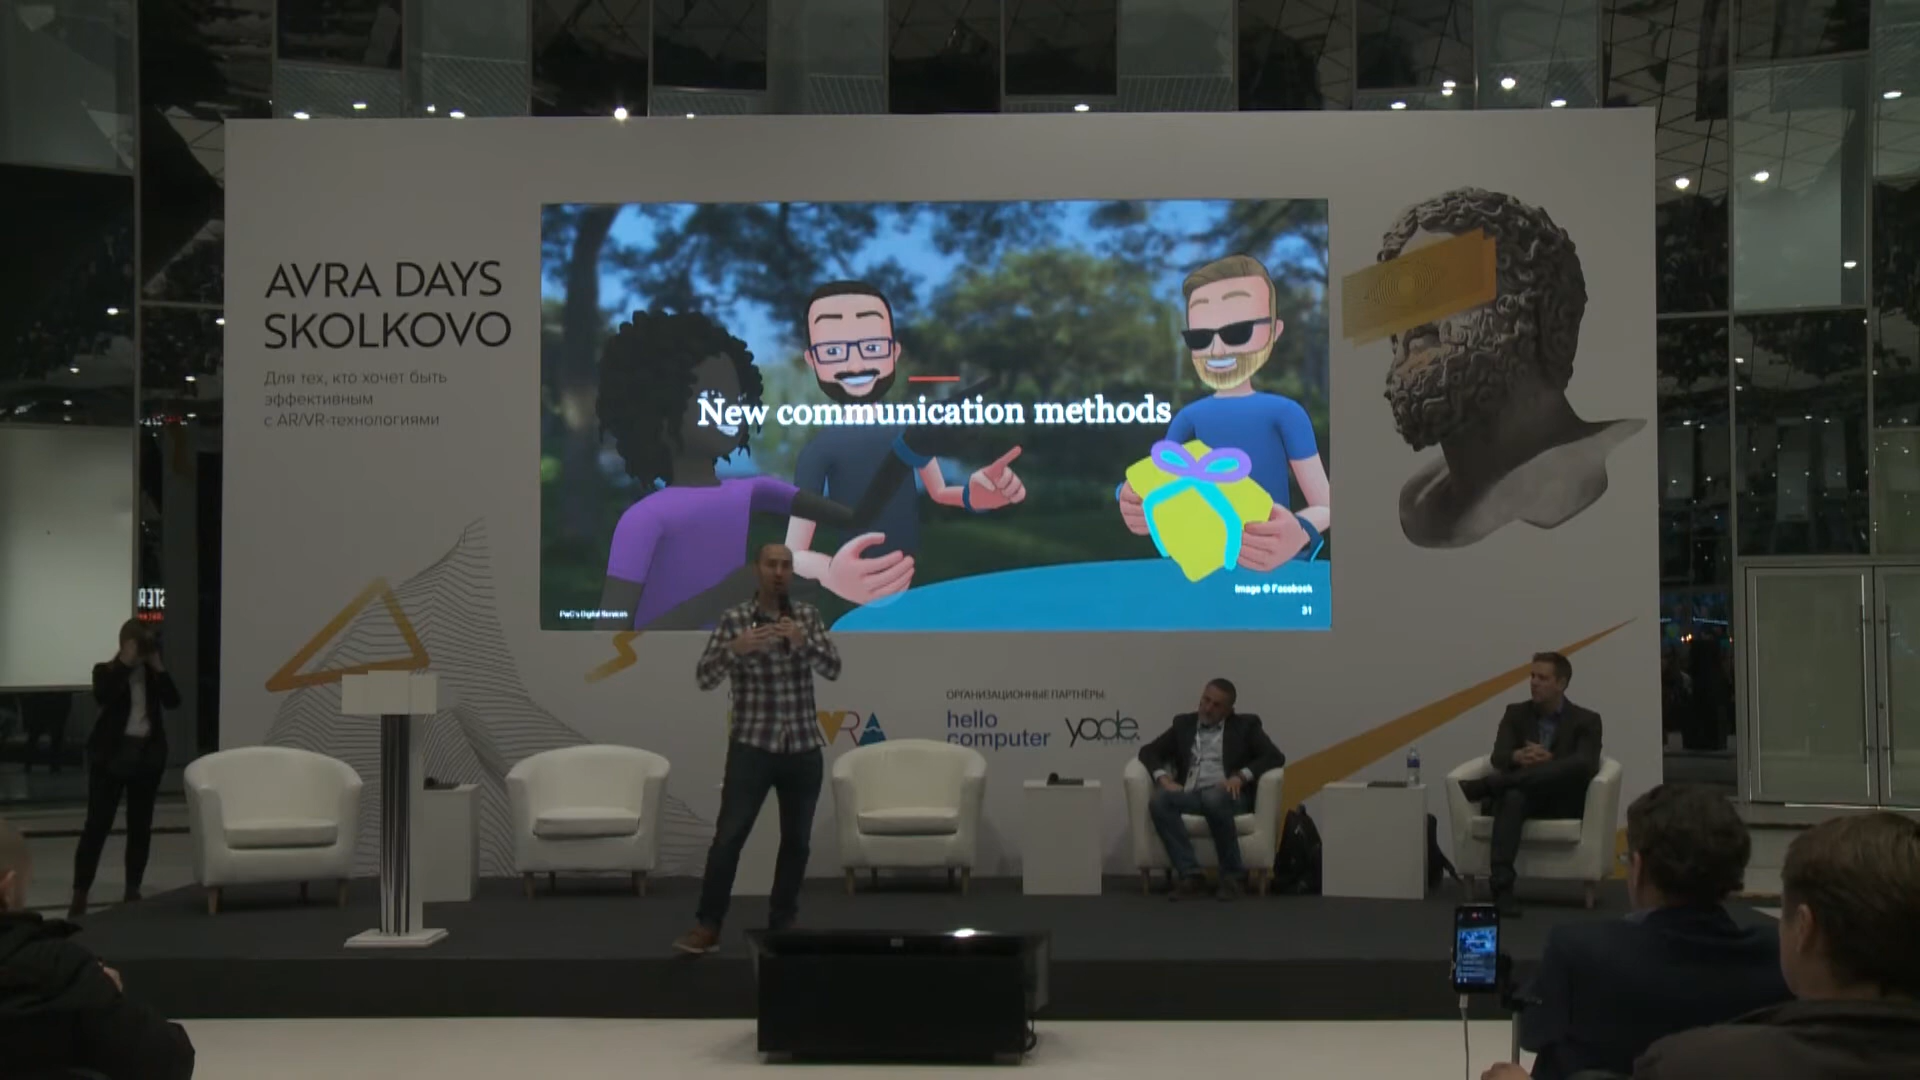 AVRA DAYS
SKOLKOVO
Для тех, кто хочет быть
эффективным
с AR/VR-технологиями
New communication methods
Image © Facebook
31
PwC's Digital Services
ОРГАНИЗАЦИОННЫЕ ПАРТНЁРЫ:
hello
computer
yode.